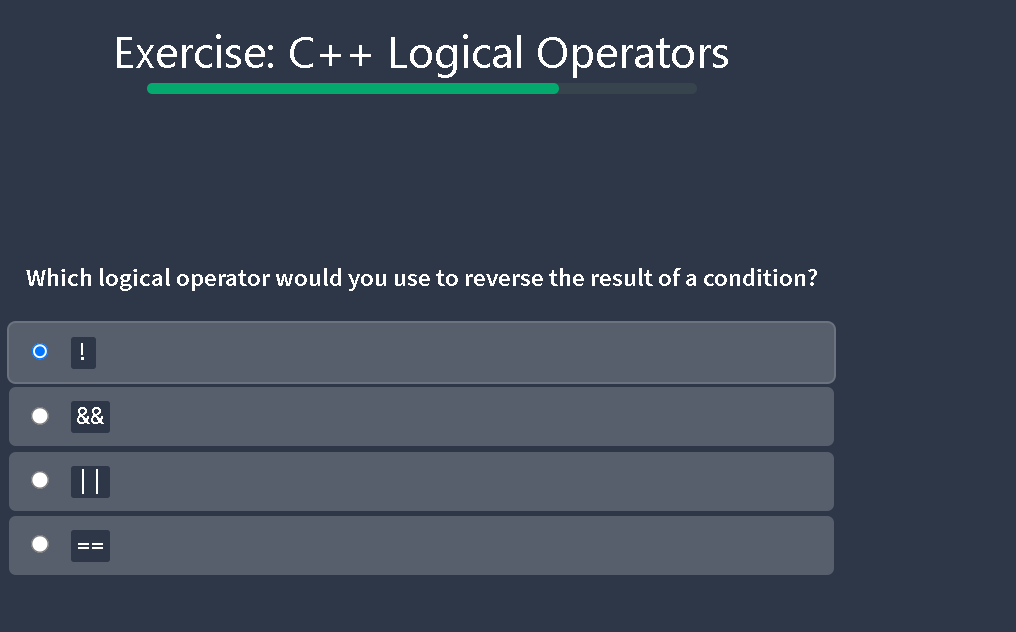 Exercise: C++ Logical Operators
Which logical operator would you use to reverse the result of a condition?
!
&&
||
==